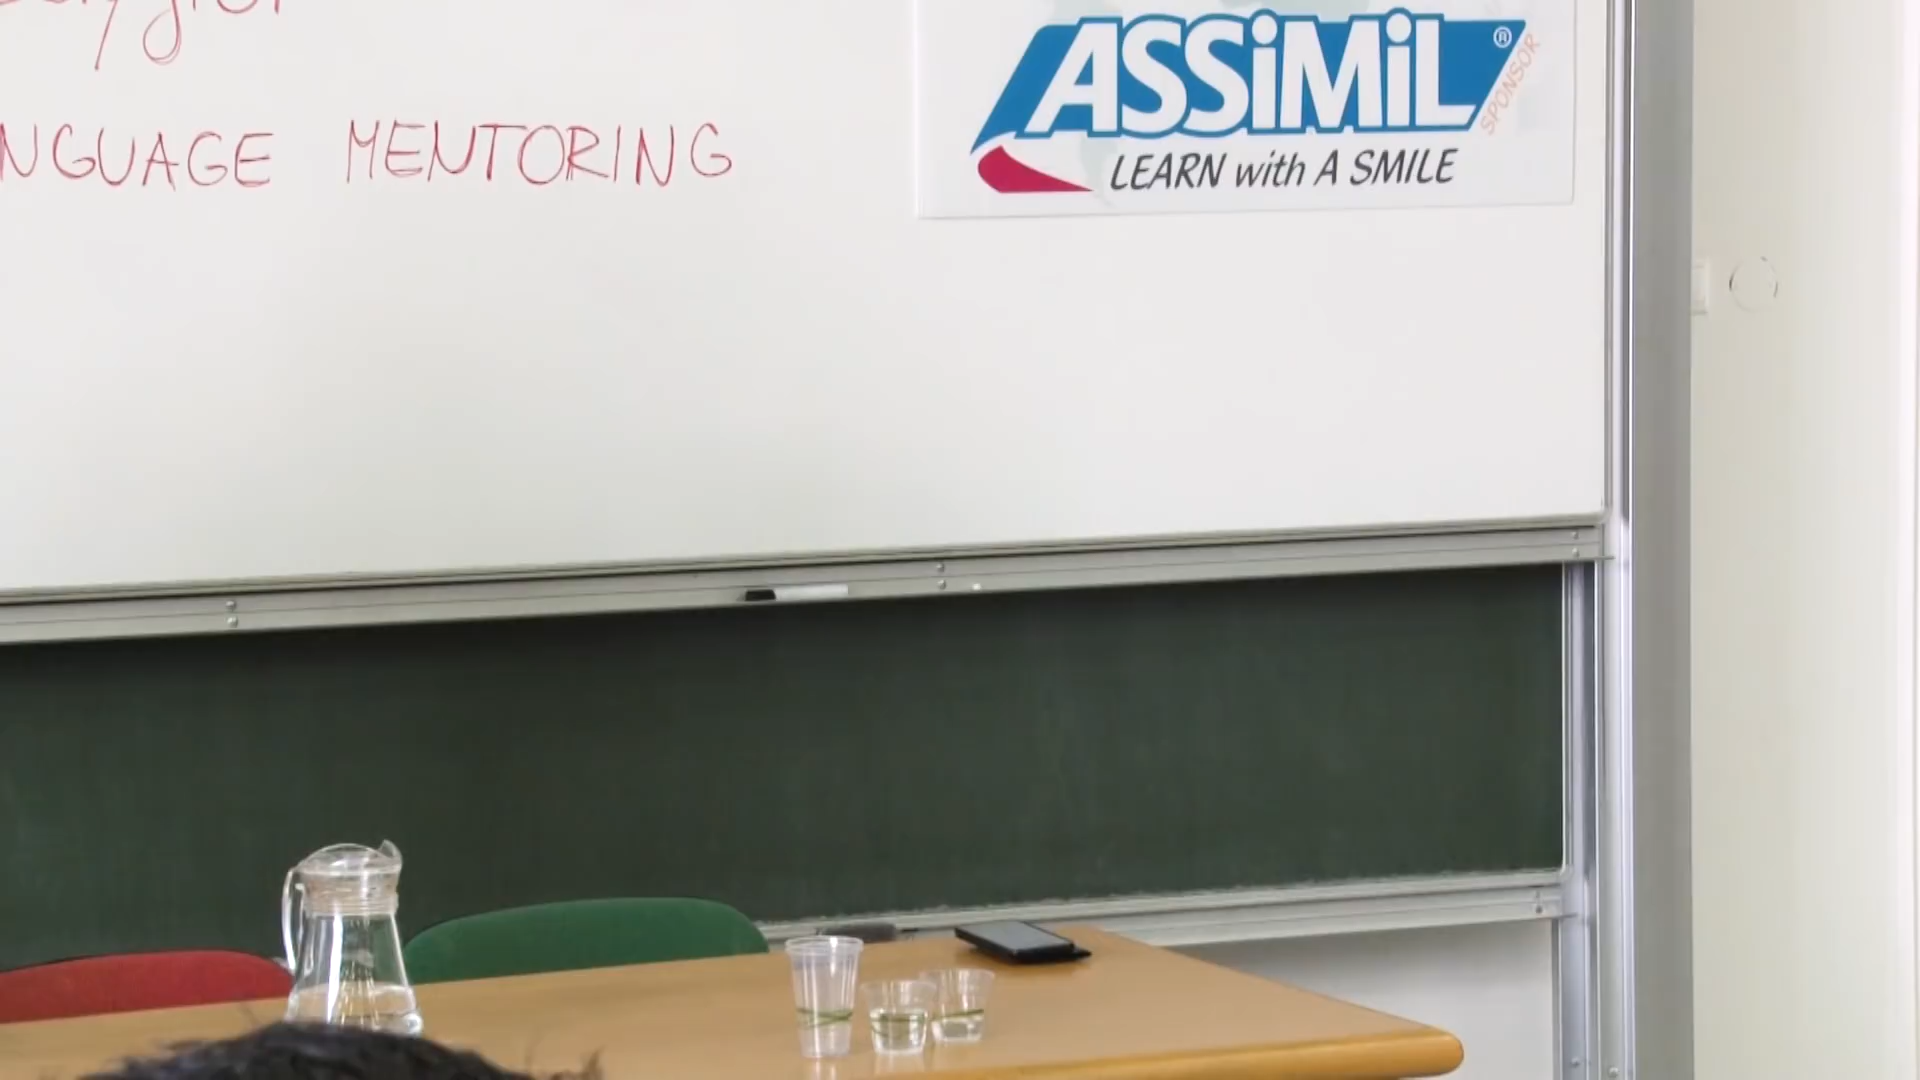 NGUAGE MENTORING
ASSiMiL®
SPONSOR
LEARN with A SMILE